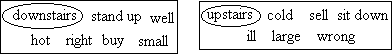 downstairs stand up well
hot right buy small
upstairs cold sell sit down
ill large wrong